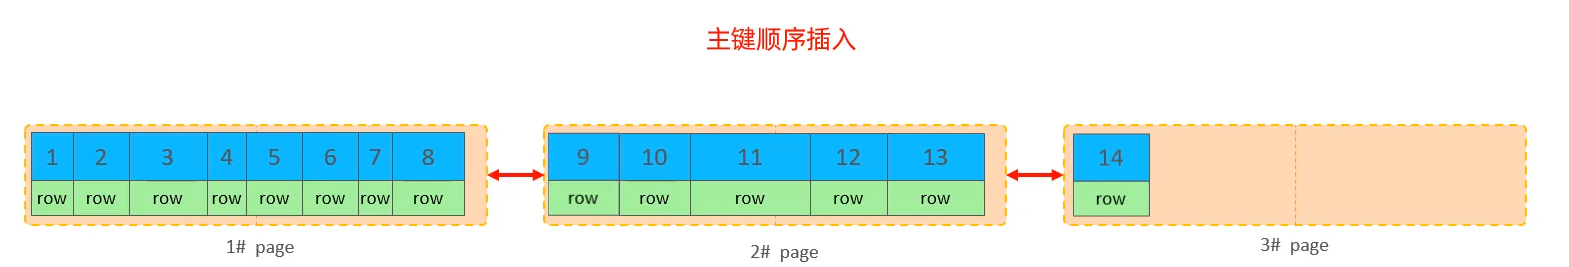 主键顺序插入
1 2 3 4 5 6 7 8
row row row row row row row row
1# page
9 10 11 12 13
row row row row row
2# page
14
row
3# page